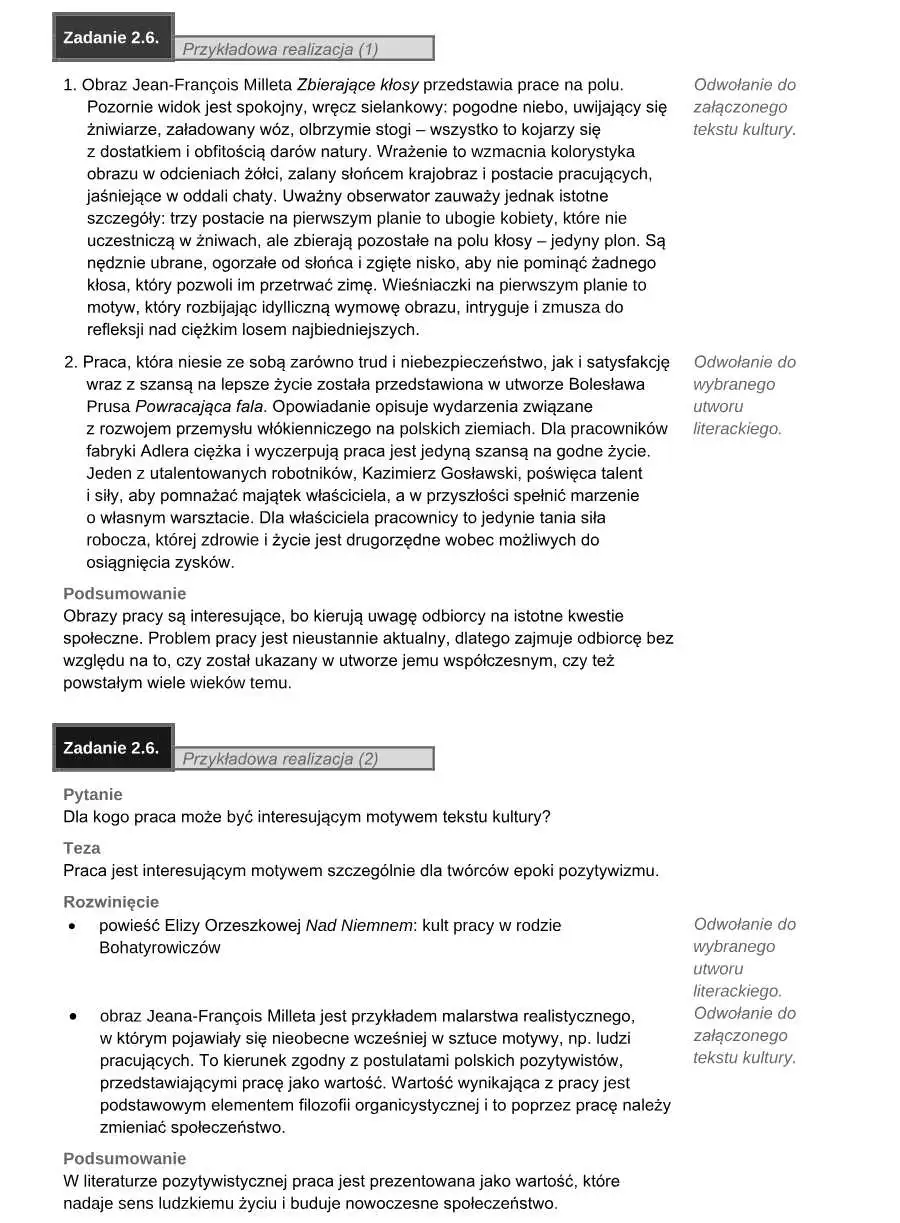 Zadanie 2.6.
Przykładowa realizacja (1)
1. Obraz Jean-François Milleta Zbierające kłosy przedstawia prace na polu.
Pozornie widok jest spokojny, wręcz sielankowy: pogodne niebo, uwijający się
żniwiarze, załadowany wóz, olbrzymie stogi – wszystko to kojarzy się
z dostatkiem i obfitością darów natury. Wrażenie to wzmacnia kolorystyka
obrazu w odcieniach żółci, zalany słońcem krajobraz i postacie pracujących,
jaśniejące w oddali chaty. Uważny obserwator zauważy jednak istotne
szczegóły: trzy postacie na pierwszym planie to ubogie kobiety, które nie
uczestniczą w żniwach, ale zbierają pozostałe na polu kłosy – jedyny plon. Są
nędznie ubrane, ogorzałe od słońca i zgięte nisko, aby nie pominąć żadnego
kłosa, który pozwoli im przetrwać zimę. Wieśniaczki na pierwszym planie to
motyw, który rozbijając idylliczną wymowę obrazu, intryguje i zmusza do
refleksji nad ciężkim losem najbiedniejszych.
Odwołanie do
załączonego
tekstu kultury.
2. Praca, która niesie ze sobą zarówno trud i niebezpieczeństwo, jak i satysfakcję
wraz z szansą na lepsze życie została przedstawiona w utworze Bolesława
Prusa Powracająca fala. Opowiadanie opisuje wydarzenia związane
z rozwojem przemysłu włókienniczego na polskich ziemiach. Dla pracowników
fabryki Adlera ciężka i wyczerpują praca jest jedyną szansą na godne życie.
Jeden z utalentowanych robotników, Kazimierz Gosławski, poświęca talent
i siły, aby pomnażać majątek właściciela, a w przyszłości spełnić marzenie
o własnym warsztacie. Dla właściciela pracownicy to jedynie tania siła
robocza, której zdrowie i życie jest drugorzędne wobec możliwych do
osiągnięcia zysków.
Odwołanie do
wybranego
utworu
literackiego.
Podsumowanie
Obrazy pracy są interesujące, bo kierują uwagę odbiorcy na istotne kwestie
społeczne. Problem pracy jest nieustannie aktualny, dlatego zajmuje odbiorcę bez
względu na to, czy został ukazany w utworze jemu współczesnym, czy też
powstałym wiele wieków temu.
Zadanie 2.6.
Przykładowa realizacja (2)
Pytanie
Dla kogo praca może być interesującym motywem tekstu kultury?
Teza
Praca jest interesującym motywem szczególnie dla twórców epoki pozytywizmu.
Rozwinięcie
• powieść Elizy Orzeszkowej Nad Niemnem: kult pracy w rodzie
Bohatyrowiczów
Odwołanie do
wybranego
utworu
literackiego.
• obraz Jeana-François Milleta jest przykładem malarstwa realistycznego,
w którym pojawiały się nieobecne wcześniej w sztuce motywy, np. ludzi
pracujących. To kierunek zgodny z postulatami polskich pozytywistów,
przedstawiającymi pracę jako wartość. Wartość wynikająca z pracy jest
podstawowym elementem filozofii organicystycznej i to poprzez pracę należy
zmieniać społeczeństwo.
Odwołanie do
załączonego
tekstu kultury.
Podsumowanie
W literaturze pozytywistycznej praca jest prezentowana jako wartość, które
nadaje sens ludzkiemu życiu i buduje nowoczesne społeczeństwo.